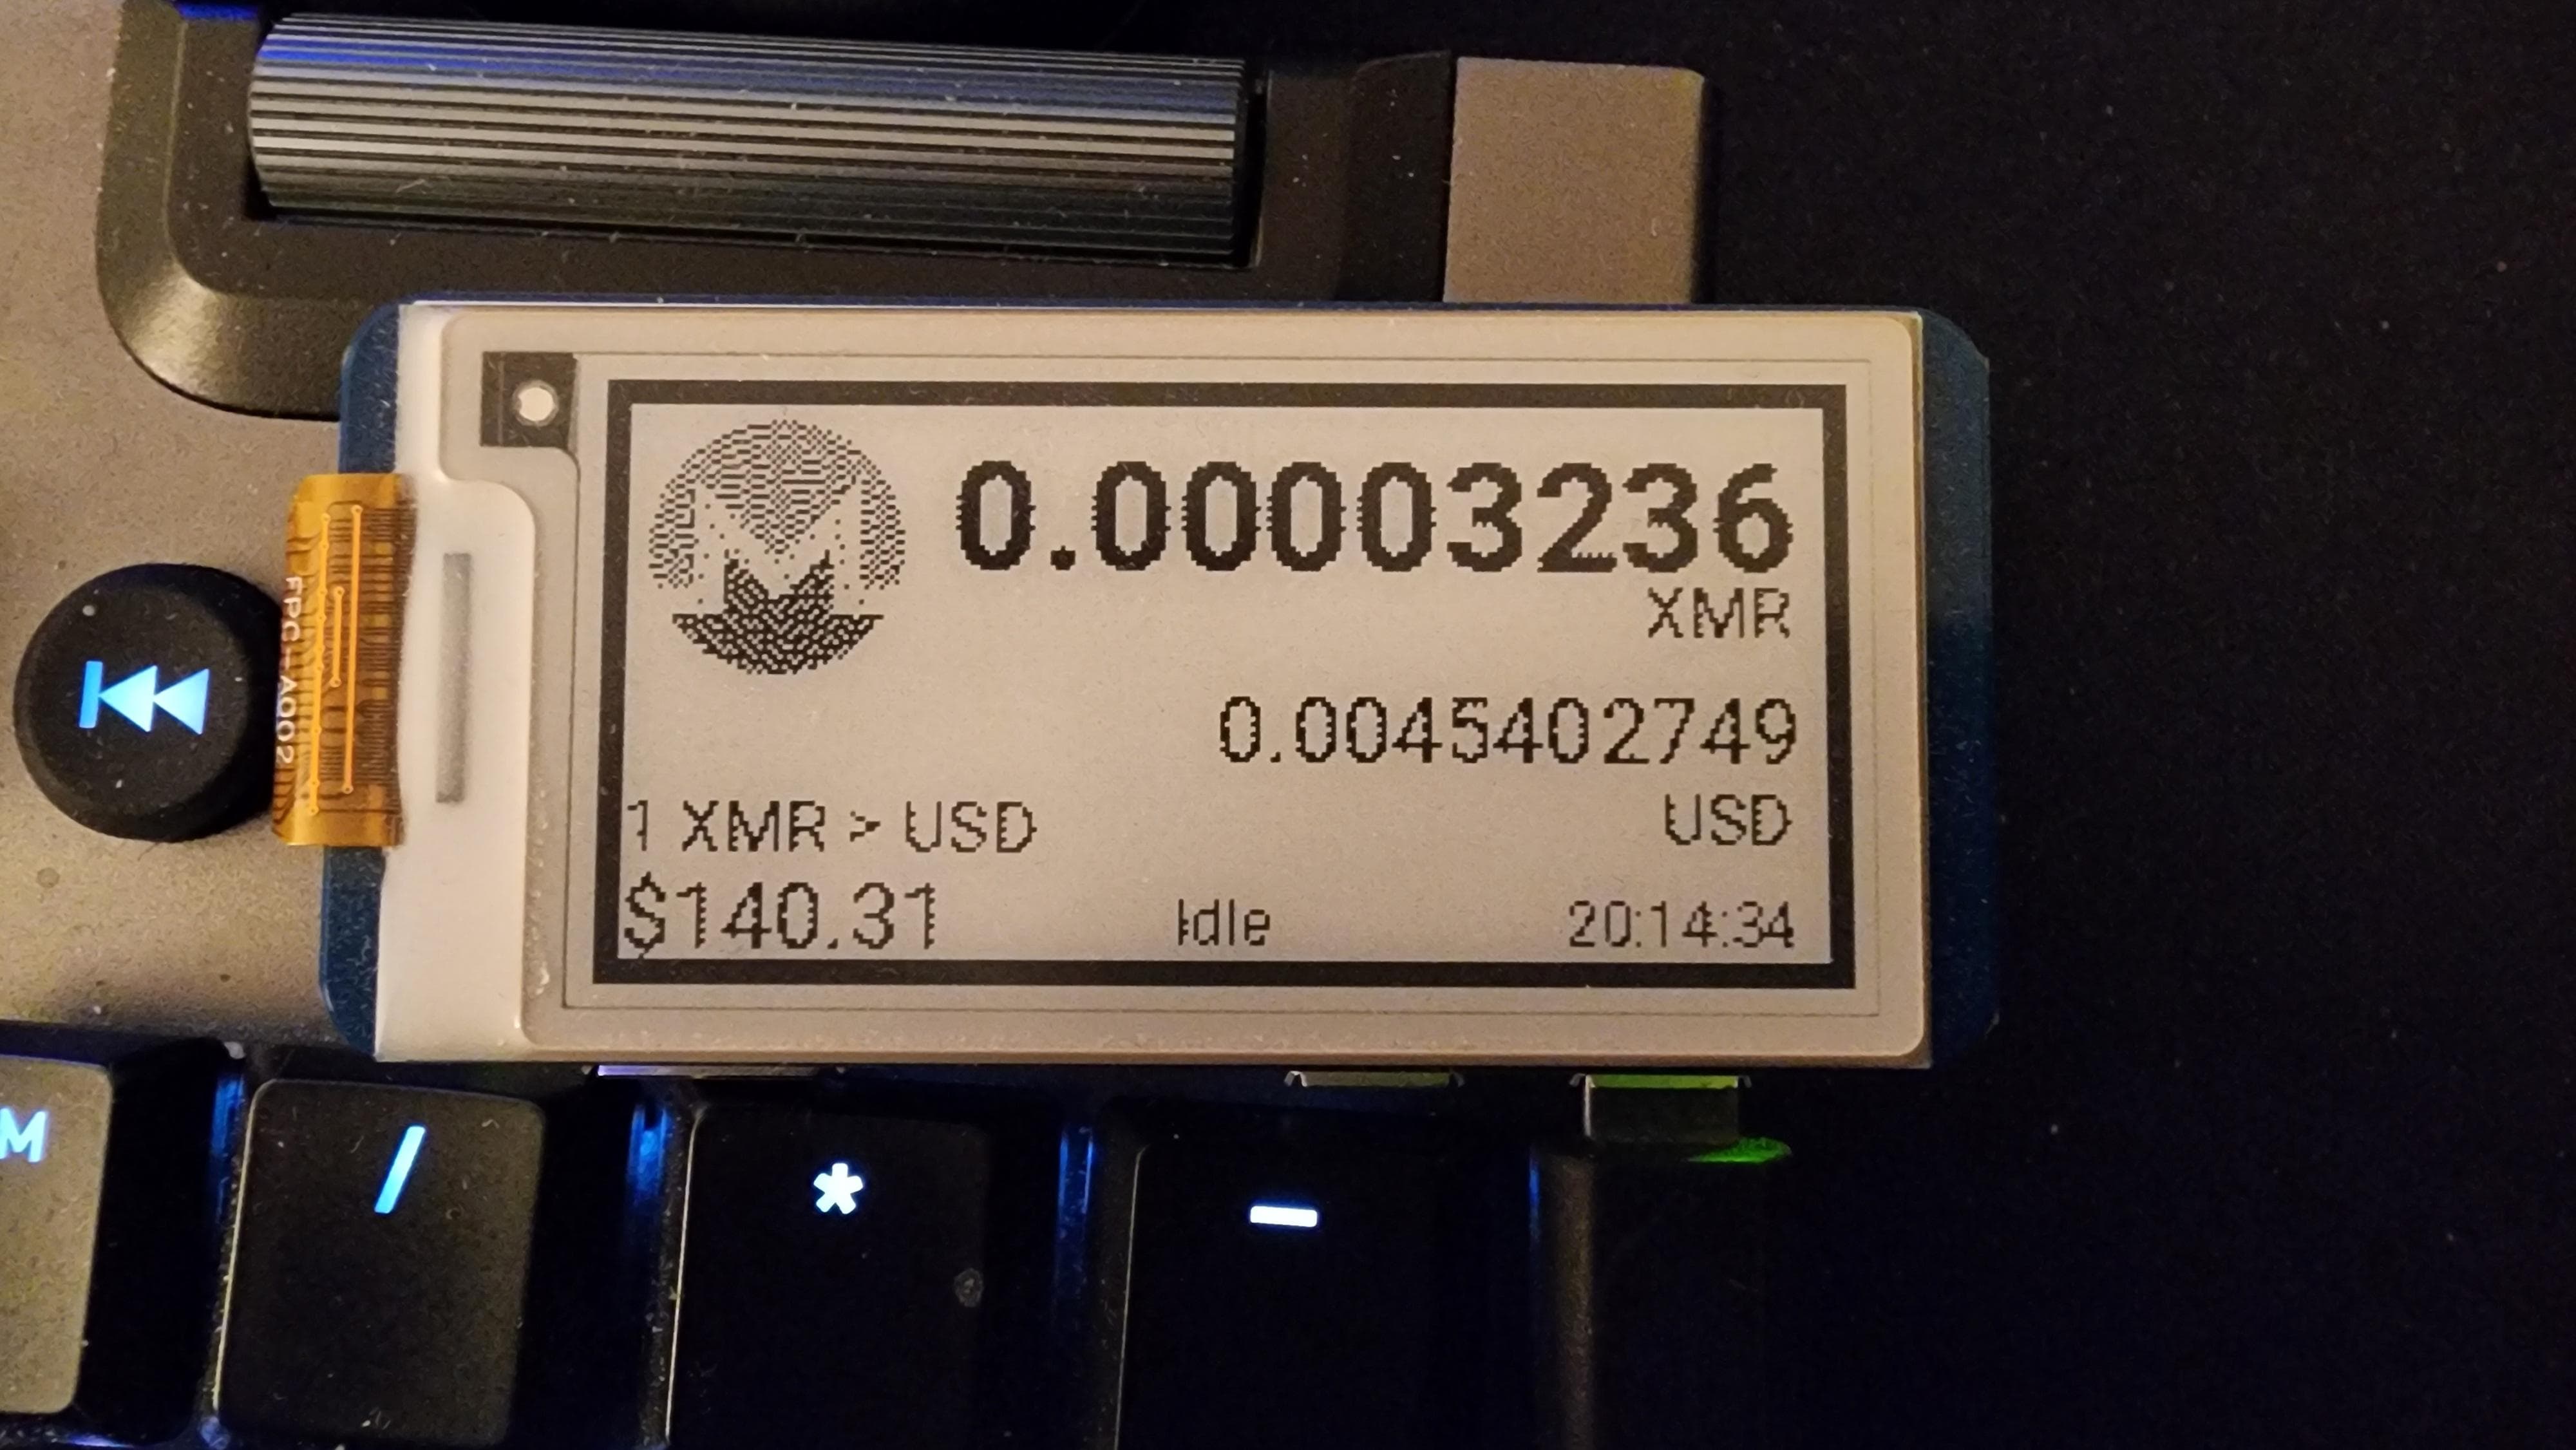 0.00003236
XMR
0.0045402749
USD
1 XMR > USD
$140.31
Idle
20:14:34
FPC-A002
M
/
*
-